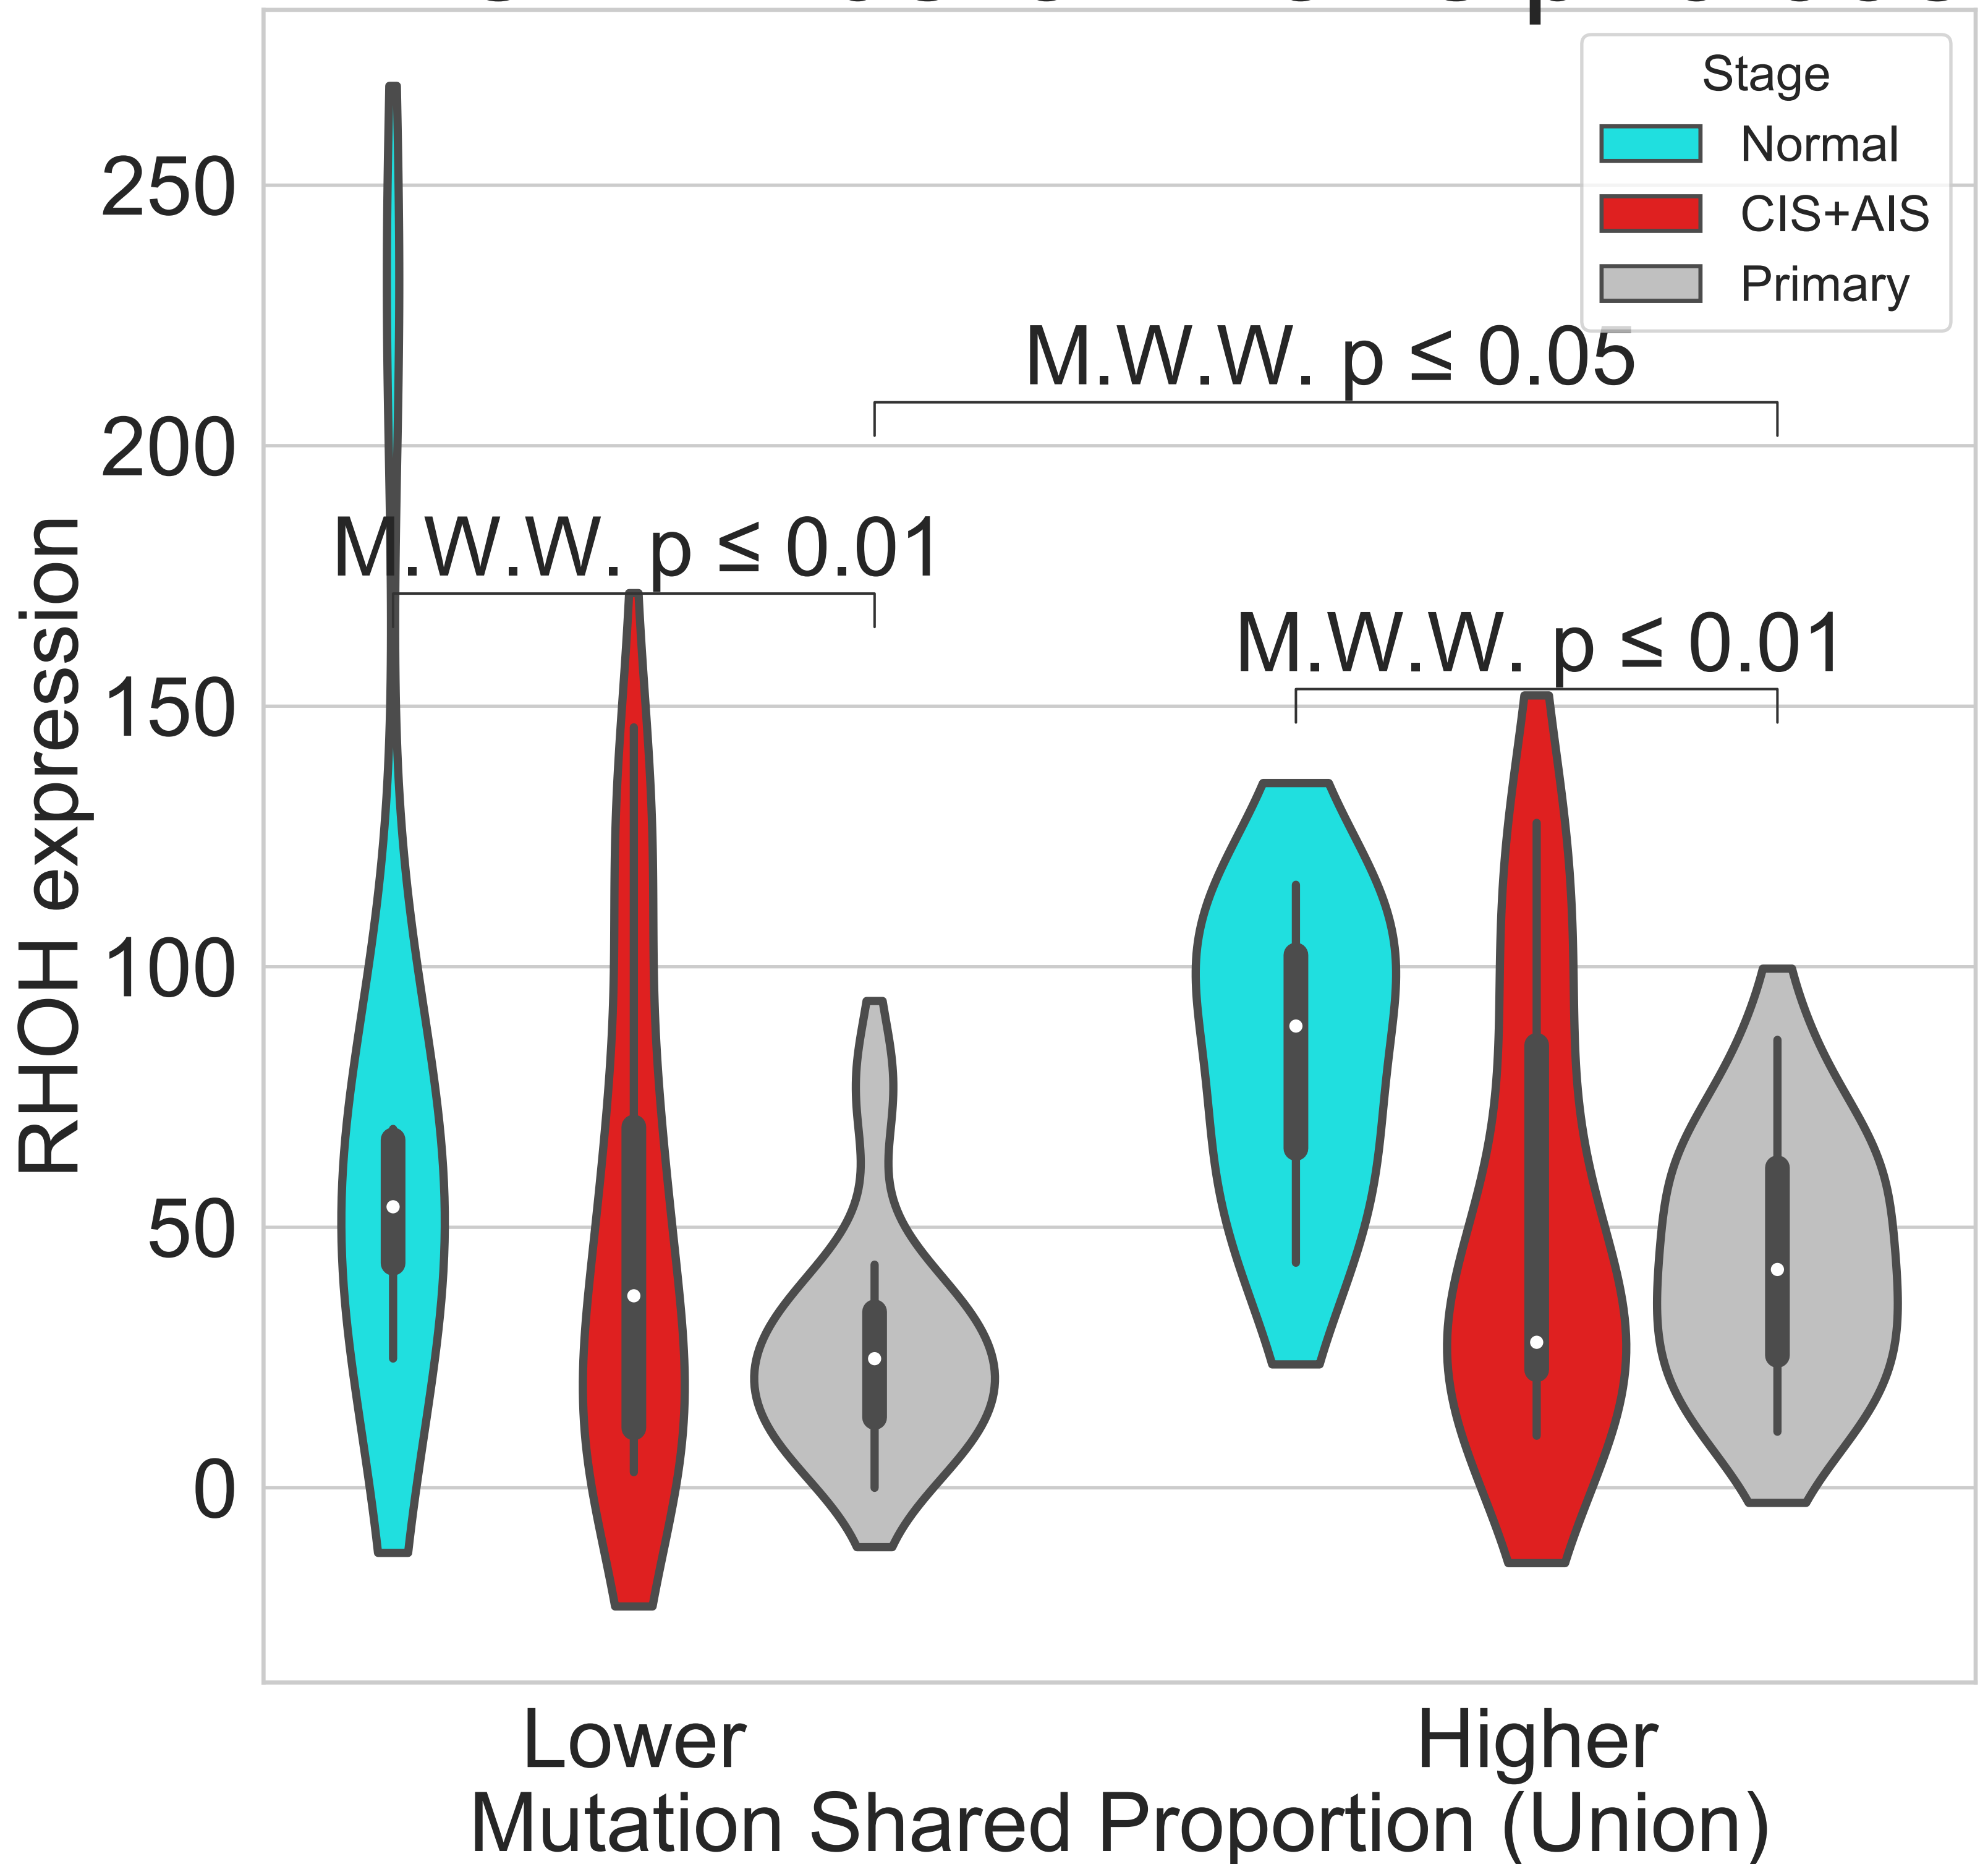 Stage
Normal
CIS+AIS
Primary
250
200
150
100
50
0
RHOH expression
M.W.W. p ≤ 0.05
M.W.W. p ≤ 0.01
M.W.W. p ≤ 0.01
Lower
Higher
Mutation Shared Proportion (Union)